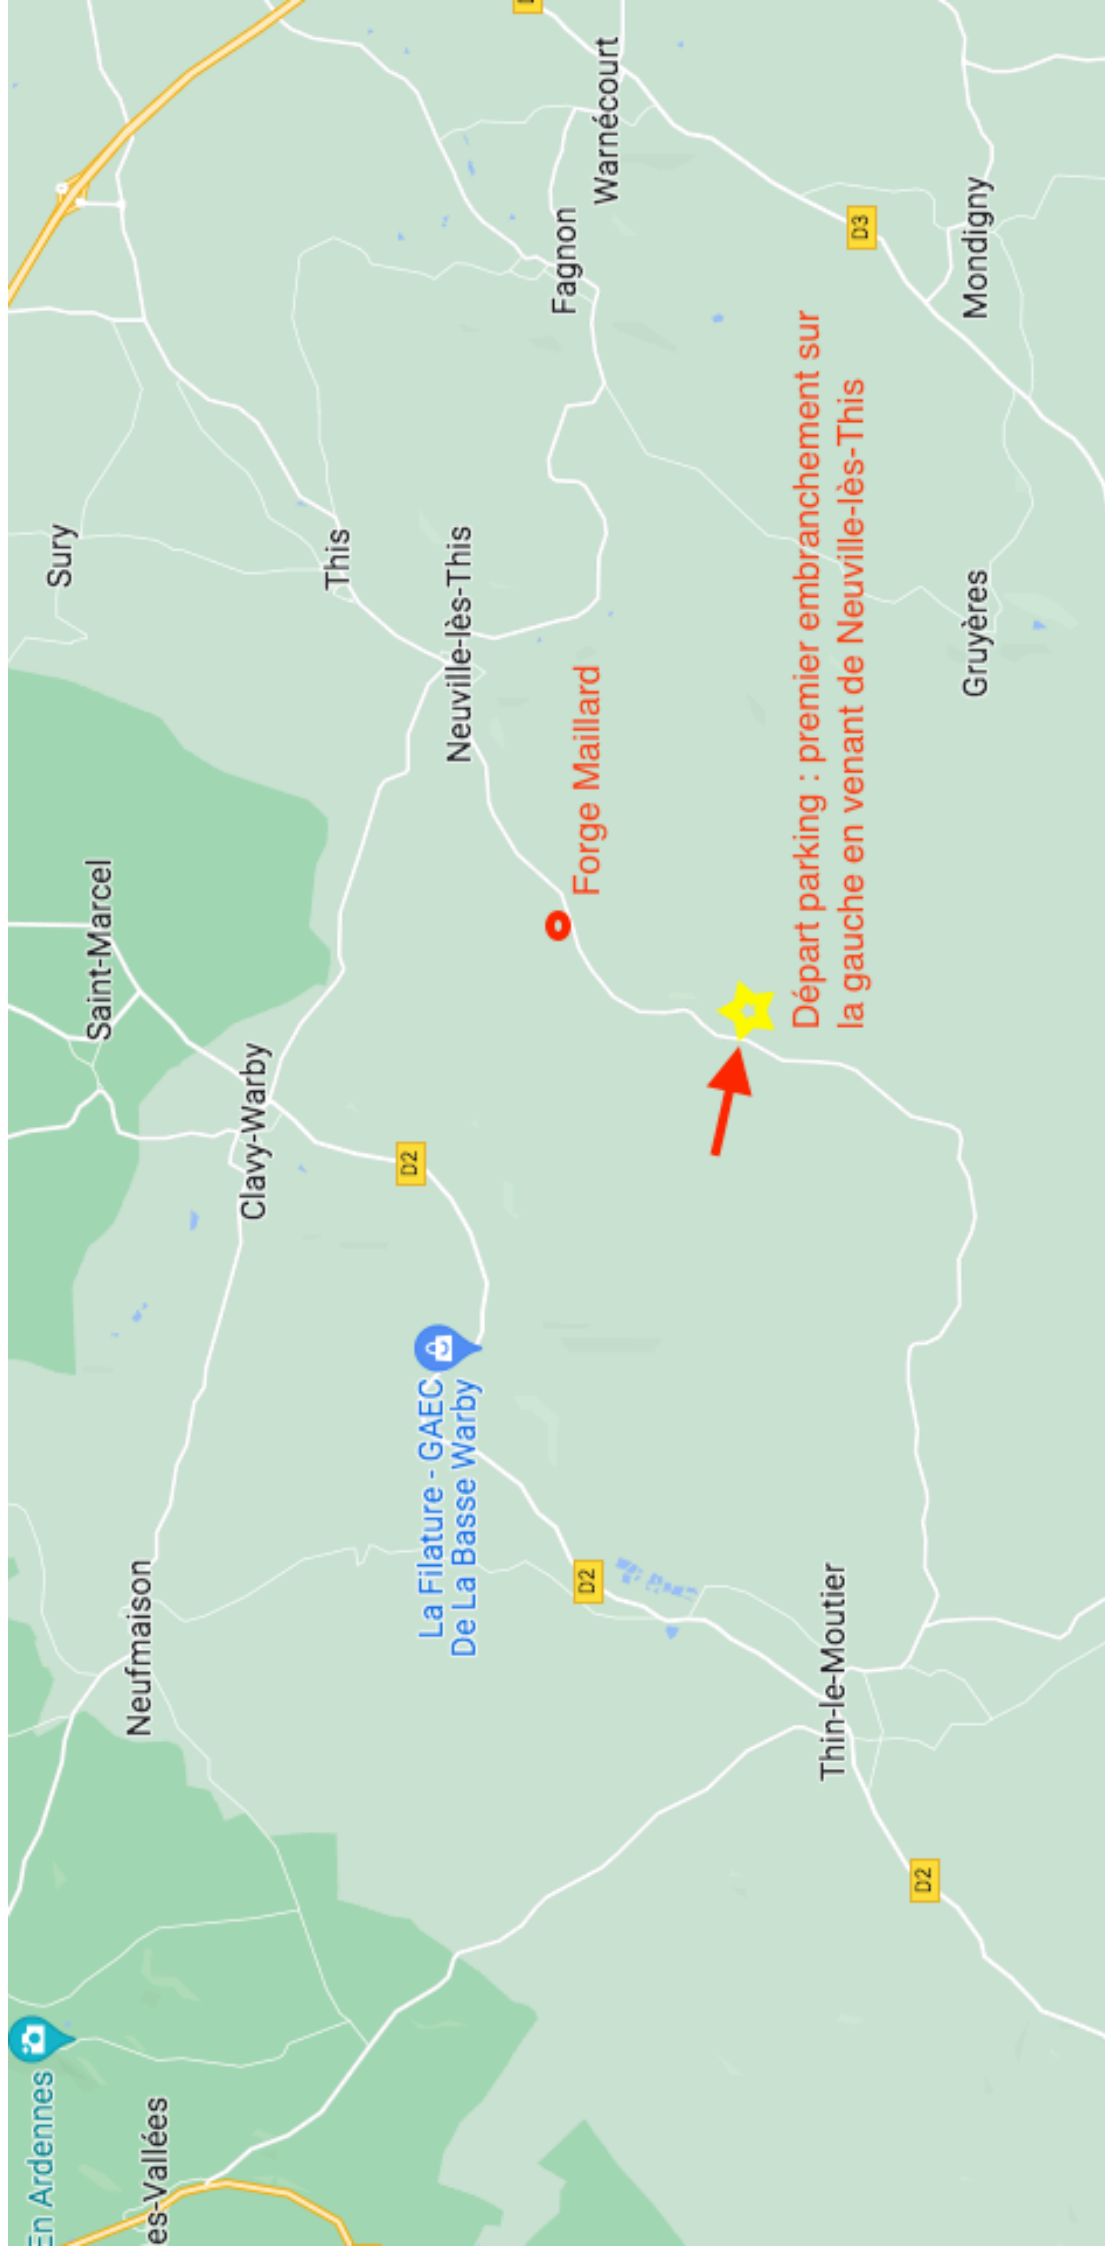 En Ardennes
es-Vallées
Neufmaison
Saint-Marcel
Sury
Clavy-Warby
This
D2
La Filature - GAEC
De La Basse Warby
Neuville-lès-This
D2
Forge Maillard
Fagnon
Warnécourt
Départ parking : premier embranchement sur
la gauche en venant de Neuville-lès-This
D3
Thin-le-Moutier
D2
Gruyères
Mondigny